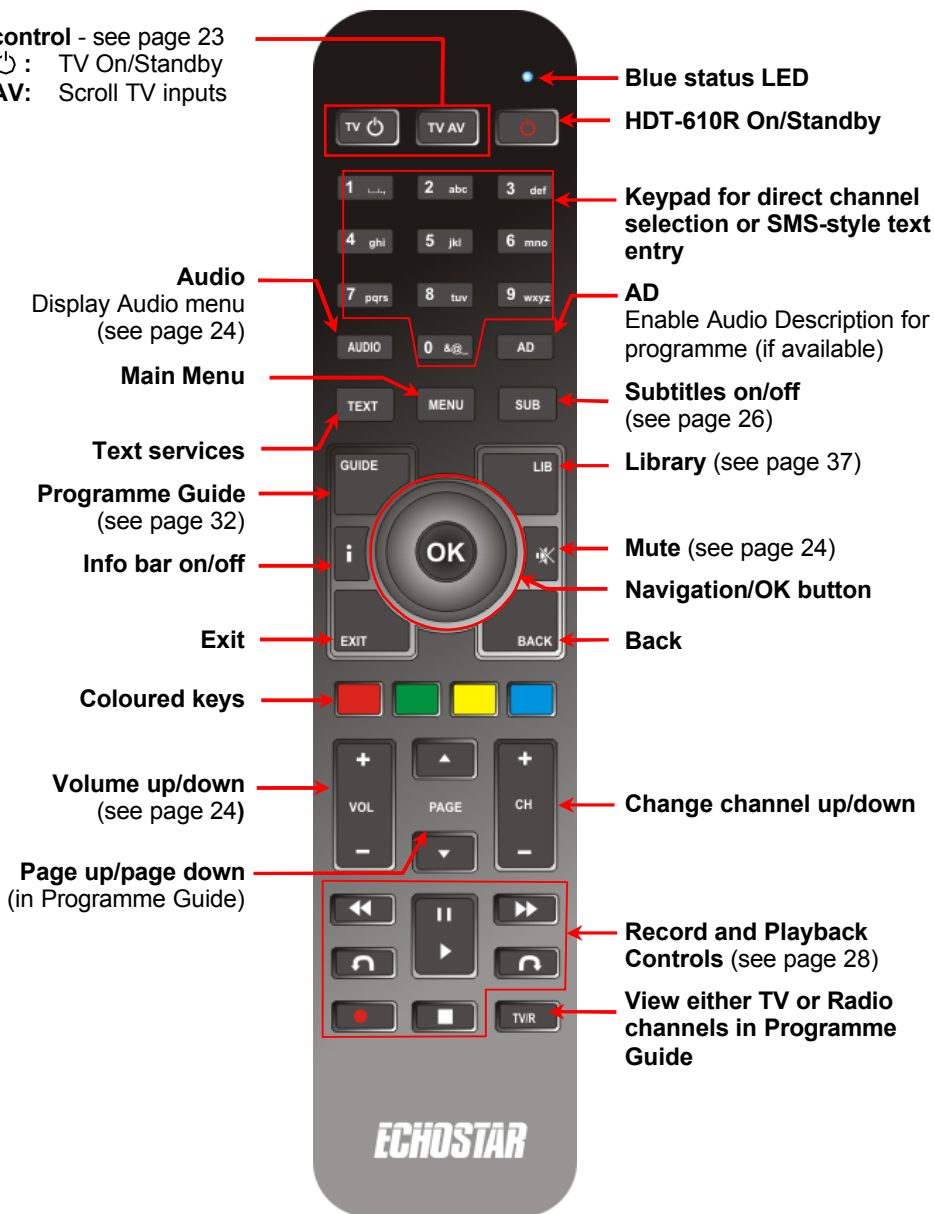 control - see page 23
⏻ : TV On/Standby
AV: Scroll TV inputs
Blue status LED
HDT-610R On/Standby
TV ⏻
TV AV
Keypad for direct channel
selection or SMS-style text
entry
1 ⎵.,
2 abc
3 def
4 ghi
5 jkl
6 mno
7 pqrs
8 tuv
9 wxyz
Audio
Display Audio menu
(see page 24)
AD
Enable Audio Description for
programme (if available)
AUDIO
0 &@_
AD
Main Menu
Subtitles on/off
(see page 26)
TEXT
MENU
SUB
Text services
Library (see page 37)
GUIDE
LIB
Programme Guide
(see page 32)
Info bar on/off
i
OK
Mute (see page 24)
Navigation/OK button
Exit
EXIT
BACK
Back
Coloured keys
Volume up/down
(see page 24)
+
VOL
−
PAGE
+
CH
−
Change channel up/down
Page up/page down
(in Programme Guide)
Record and Playback
Controls (see page 28)
TV/R
View either TV or Radio
channels in Programme
Guide
ECHOSTAR